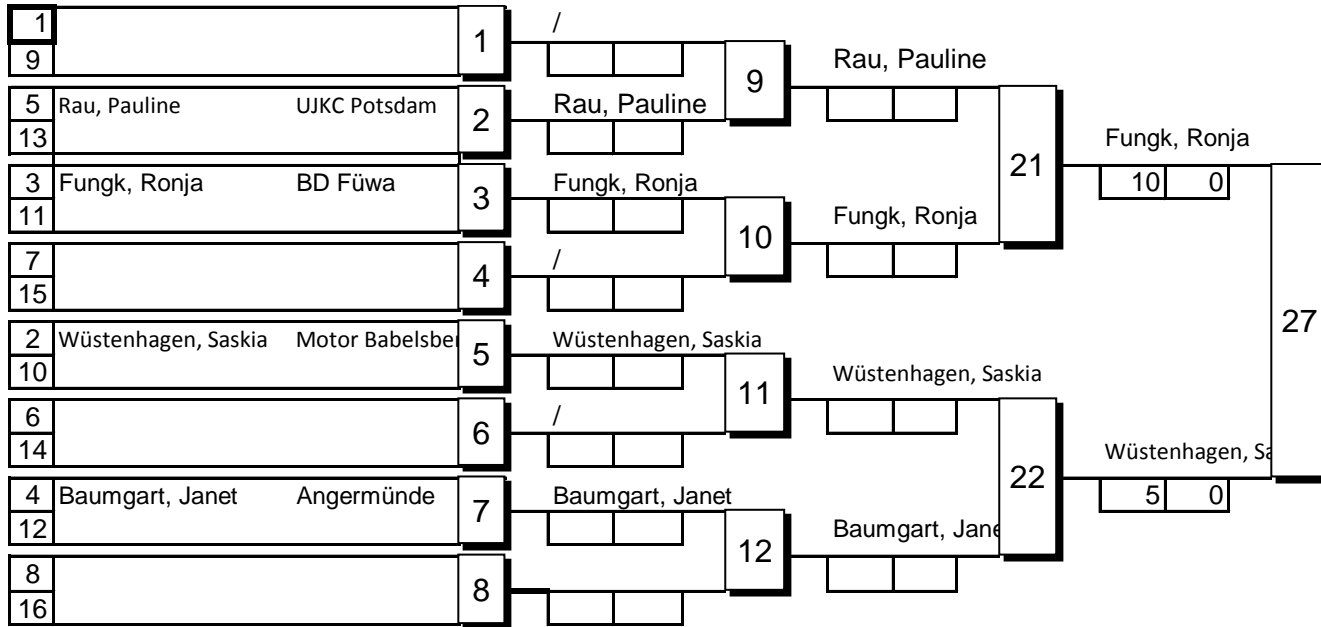 1 /
9 1
9 Rau, Pauline
5 Rau, Pauline UJKC Potsdam 2 Rau, Pauline
13
21 Fungk, Ronja
10 0
3 Fungk, Ronja BD Füwa 3 Fungk, Ronja
11
10 Fungk, Ronja
7 4 /
15
27
2 Wüstenhagen, Saskia Motor Babelsber 5 Wüstenhagen, Saskia
10
11 Wüstenhagen, Saskia
6 6 /
14
22 Wüstenhagen, Sa
5 0
4 Baumgart, Janet Angermünde 7 Baumgart, Janet
12
12 Baumgart, Jane
8 8
16